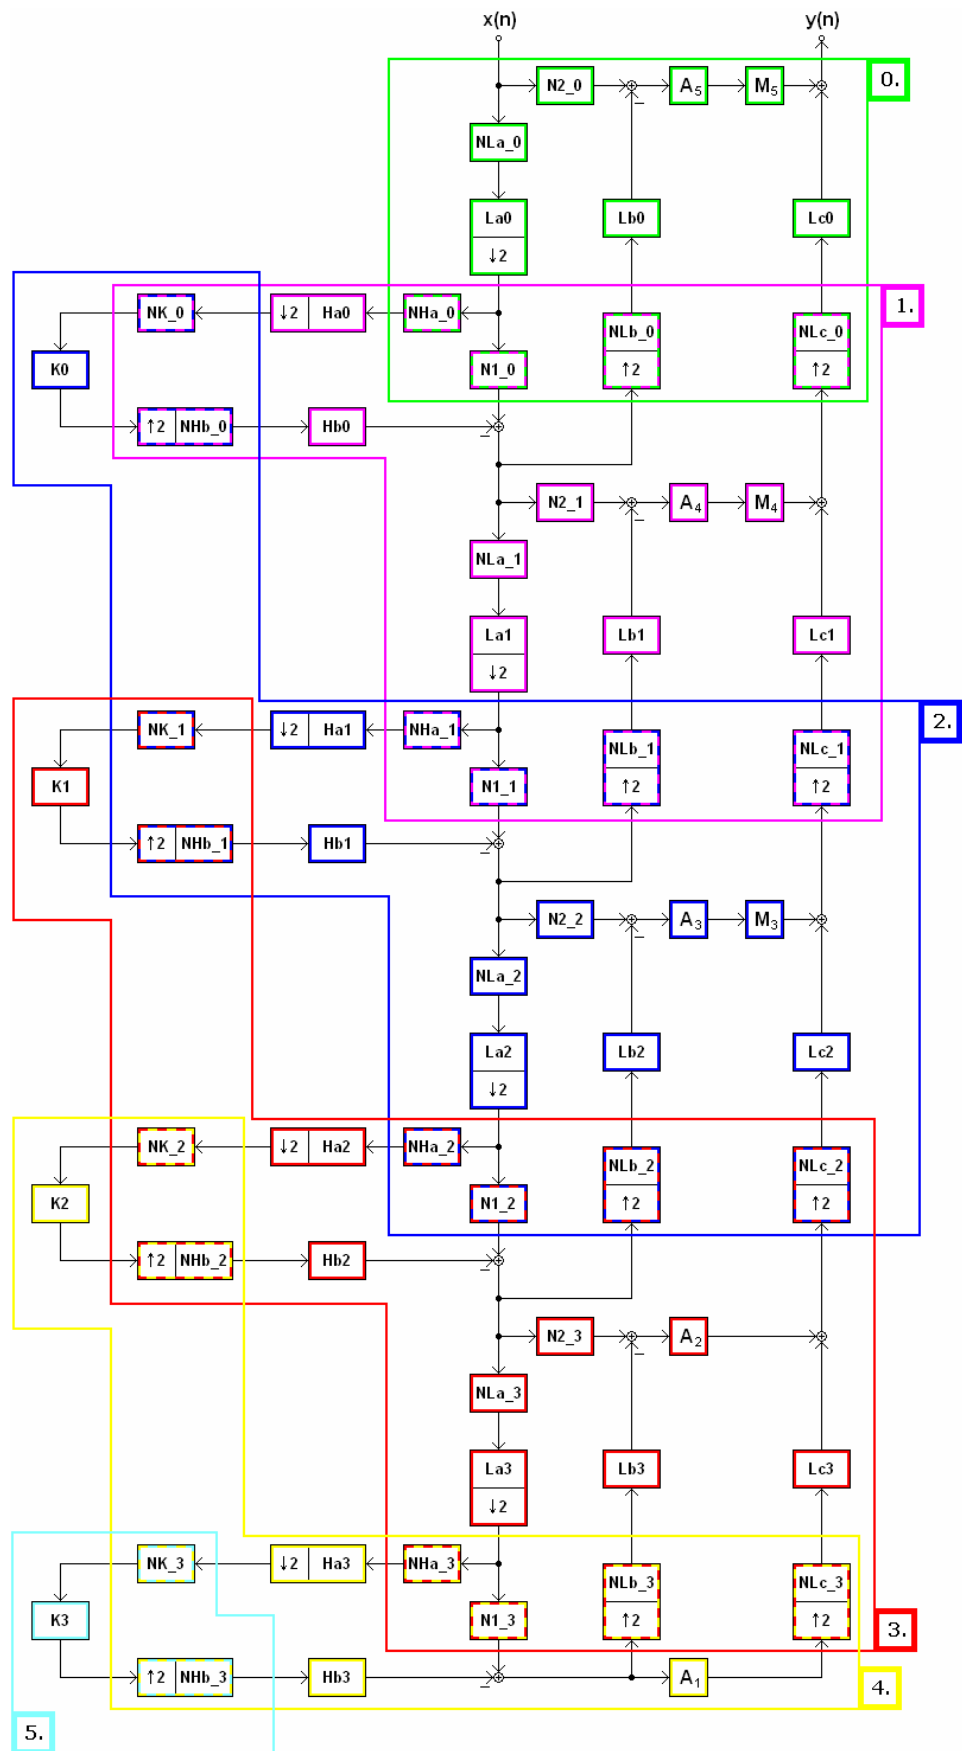 x(n) y(n)
0.
N2_0 A5 M5
–
NLa_0
La0 Lb0 Lc0
↓2
1.
NK_0 ↓2 Ha0 NHa_0 NLb_0 NLc_0
K0 N1_0 ↑2 ↑2
↑2 NHb_0 Hb0
–
N2_1 A4 M4
–
NLa_1
La1 Lb1 Lc1
↓2
2.
NK_1 ↓2 Ha1 NHa_1 NLb_1 NLc_1
K1 N1_1 ↑2 ↑2
↑2 NHb_1 Hb1
–
N2_2 A3 M3
–
NLa_2
La2 Lb2 Lc2
↓2
NK_2 ↓2 Ha2 NHa_2 NLb_2 NLc_2
K2 N1_2 ↑2 ↑2
↑2 NHb_2 Hb2
–
N2_3 A2
–
NLa_3
La3 Lb3 Lc3
↓2
NK_3 ↓2 Ha3 NHa_3 NLb_3 NLc_3
K3 N1_3 ↑2 ↑2
3.
↑2 NHb_3 Hb3 A1
–
4.
5.